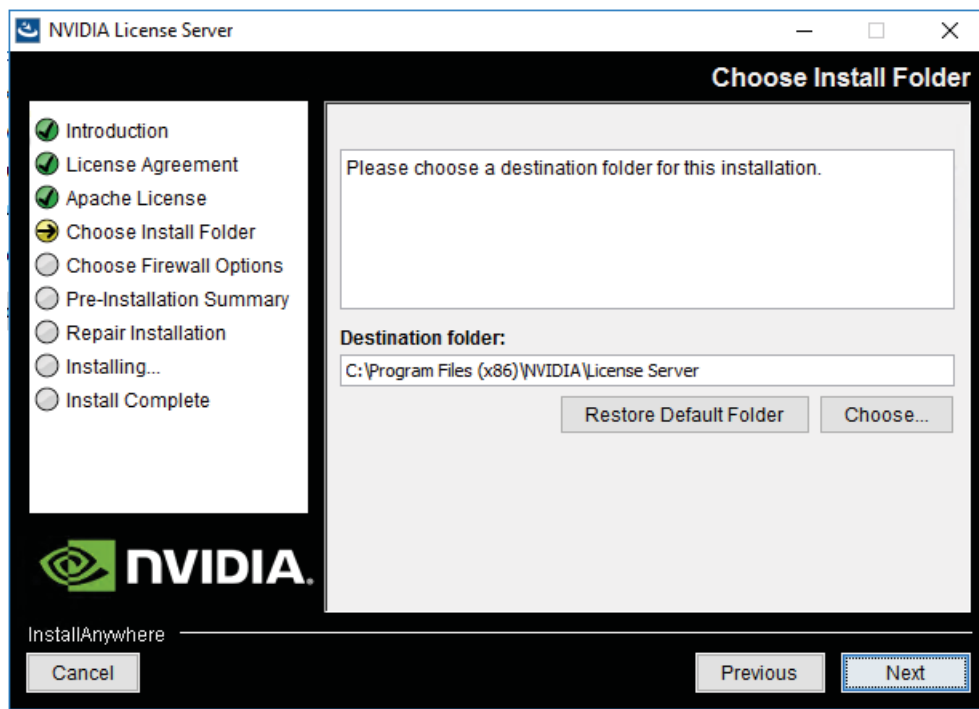 NVIDIA License Server
Choose Install Folder
Introduction
License Agreement
Apache License
Choose Install Folder
Choose Firewall Options
Pre-Installation Summary
Repair Installation
Installing...
Install Complete
Please choose a destination folder for this installation.
Destination folder:
C:\Program Files (x86)\NVIDIA\License Server
Restore Default Folder
Choose...
NVIDIA.
InstallAnywhere
Cancel
Previous
Next